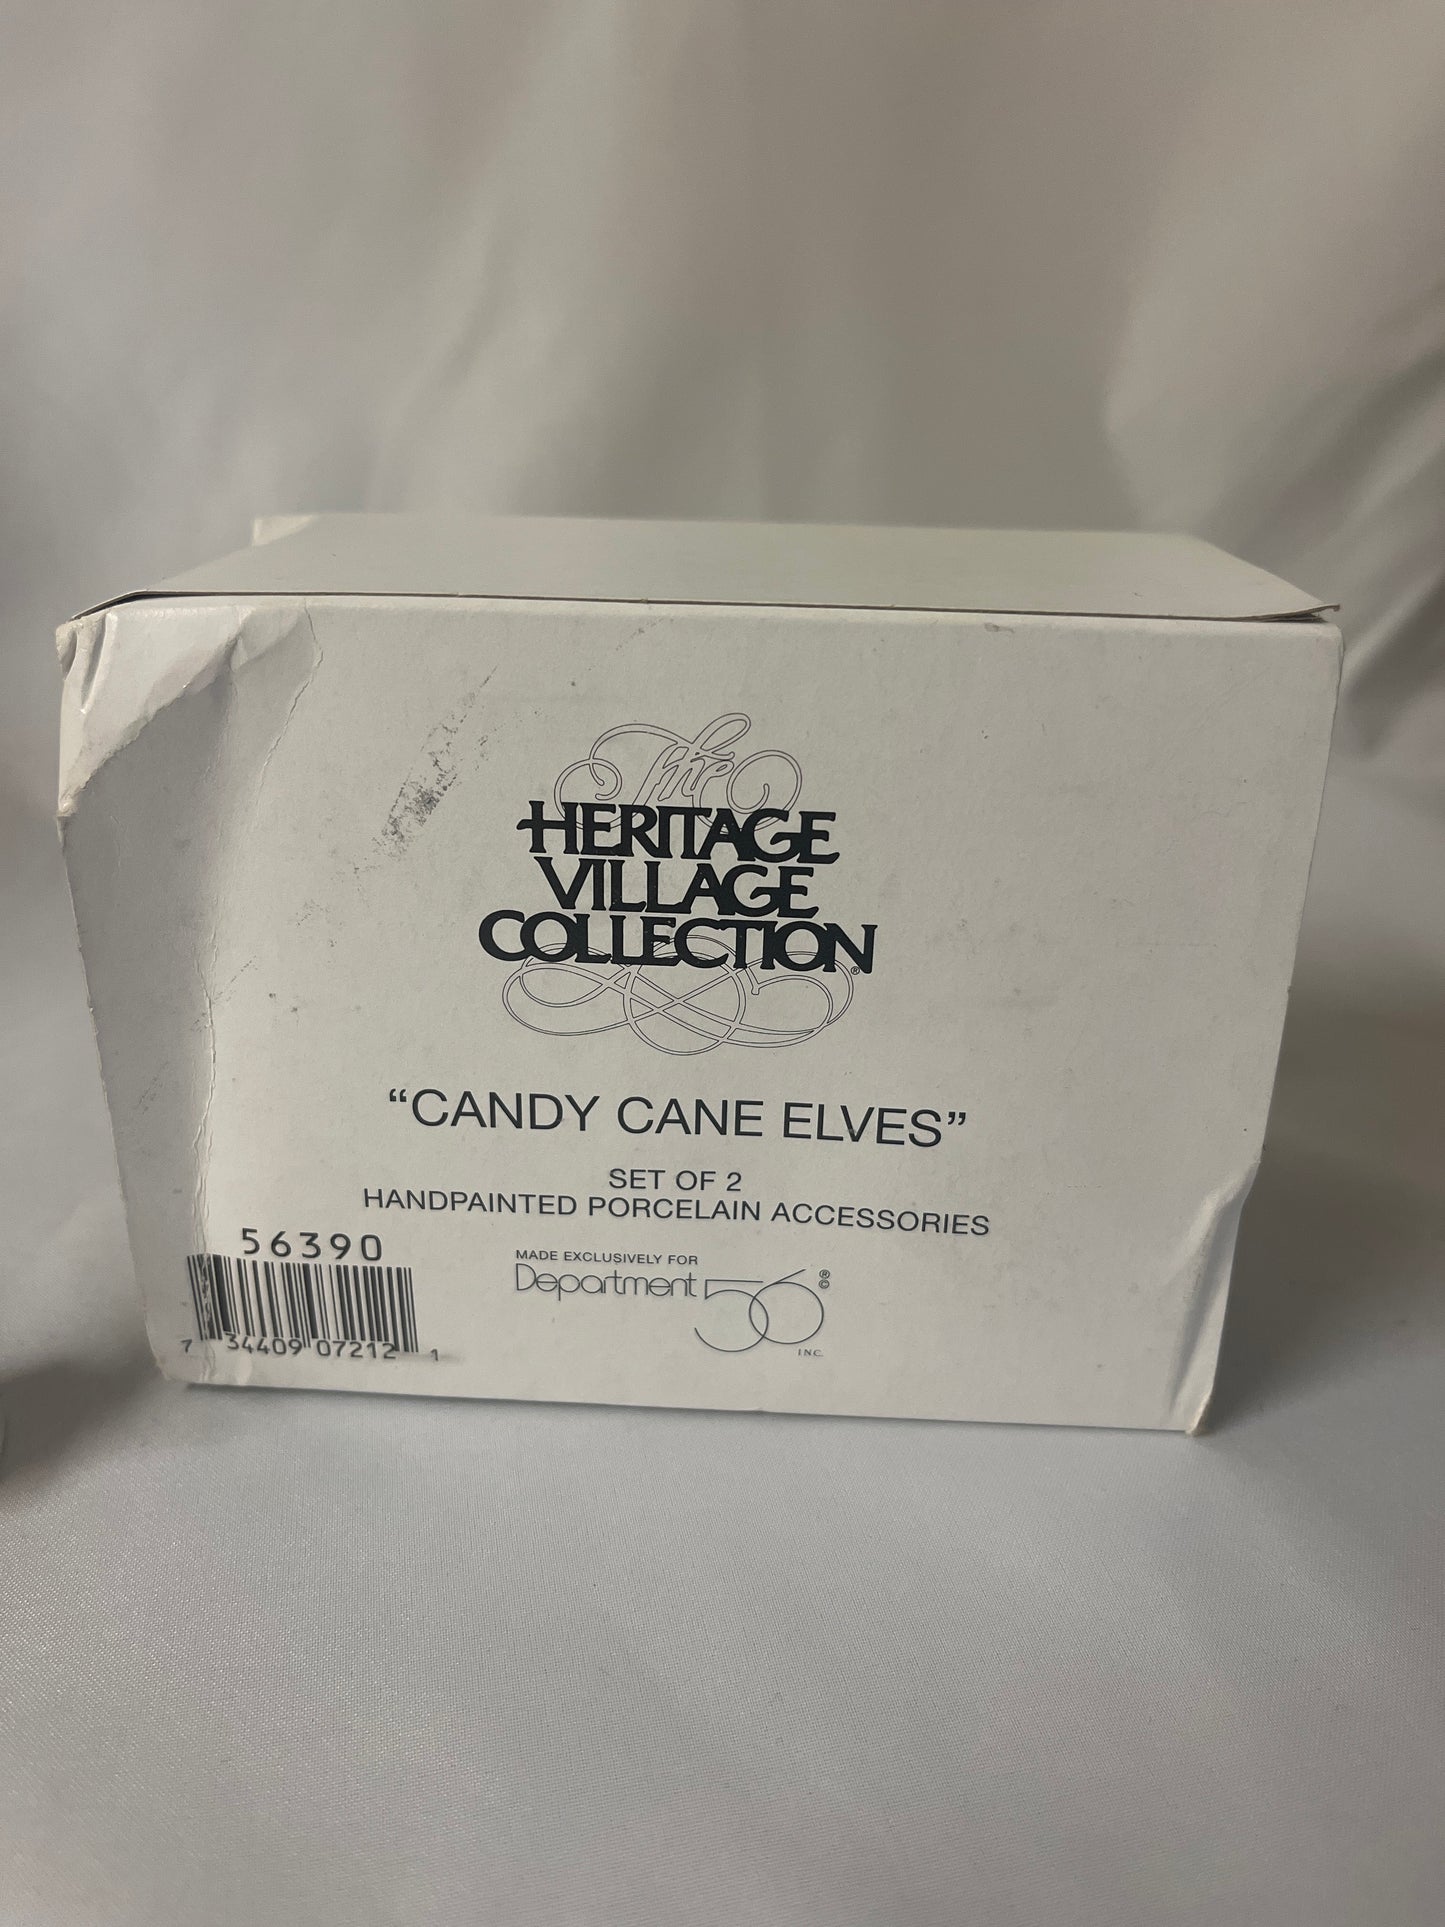 The
HERITAGE
VILLAGE
COLLECTION®
“CANDY CANE ELVES”
SET OF 2
HANDPAINTED PORCELAIN ACCESSORIES
56390
7 34409 07212 1
MADE EXCLUSIVELY FOR
Department 56 ® ©
INC.